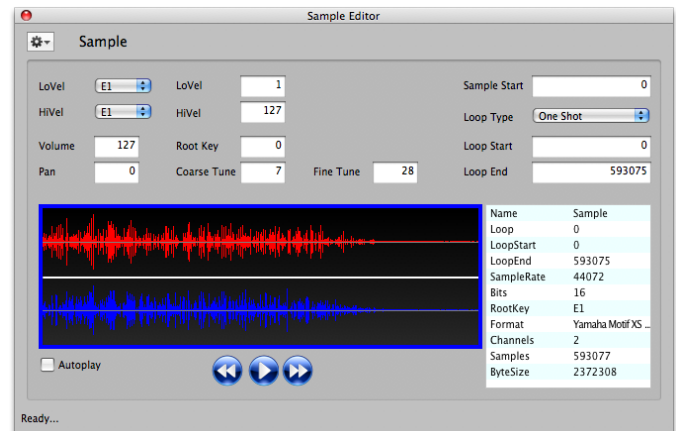 Sample Editor
Sample
LoVel E1 LoVel 1 Sample Start 0
HiVel E1 HiVel 127 Loop Type One Shot
Volume 127 Root Key 0 Loop Start 0
Pan 0 Coarse Tune 7 Fine Tune 28 Loop End 593075
Name Sample
Loop 0
LoopStart 0
LoopEnd 593075
SampleRate 44072
Bits 16
RootKey E1
Format Yamaha Motif XS ...
Channels 2
Samples 593077
ByteSize 2372308
Autoplay
Ready...